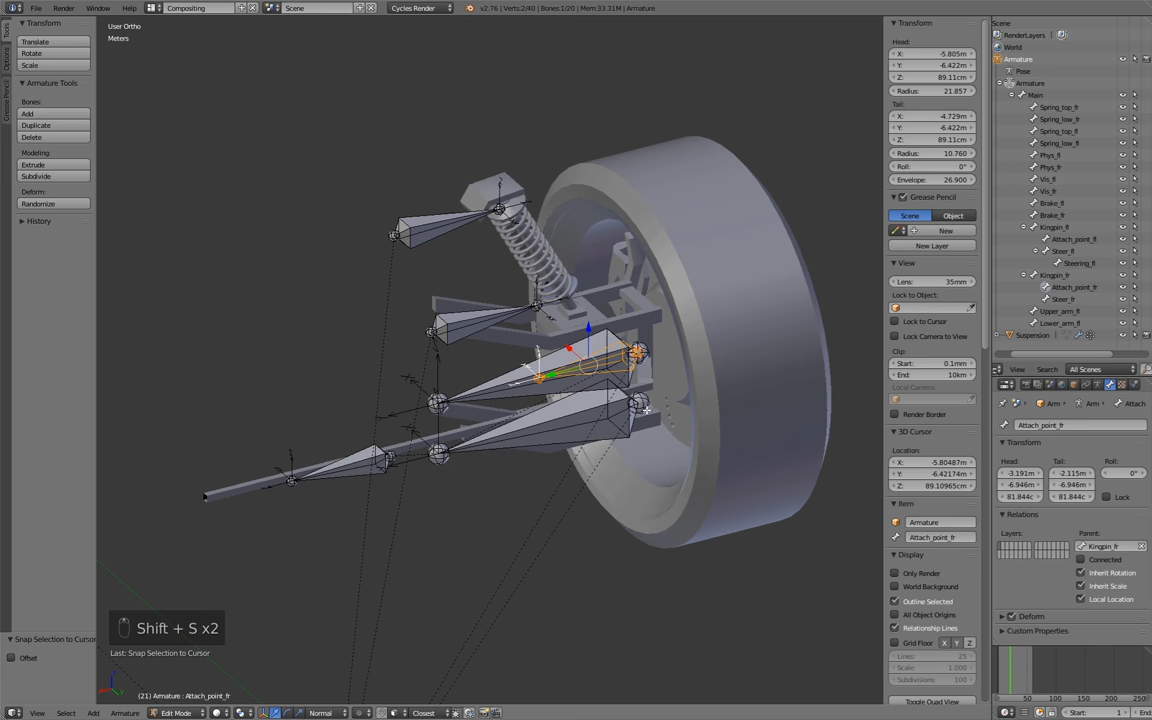 File Render Window Help Compositing Scene Cycles Render v2.76 | Verts:2/40 | Bones:1/20 | Mem:33.31M | Armature
Tools
Options
Grease Pencil
Transform
Translate
Rotate
Scale
Armature Tools
Bones:
Add
Duplicate
Delete
Modeling:
Extrude
Subdivide
Deform:
Randomize
History
Snap Selection to Cursor
Offset
User Ortho
Meters
Shift + S x2
Last: Snap Selection to Cursor
(21) Armature : Attach_point_fr
View Select Add Armature Edit Mode Normal Closest
Transform
Head:
X: -5.805m
Y: -6.422m
Z: 89.11cm
Radius: 21.857
Tail:
X: -4.729m
Y: -6.422m
Z: 89.11cm
Radius: 10.760
Roll: 0°
Envelope: 26.900
Grease Pencil
Scene Object
New
New Layer
View
Lens: 35mm
Lock to Object:
Lock to Cursor
Lock Camera to View
Clip:
Start: 0.1mm
End: 10km
Local Camera:
Render Border
3D Cursor
Location:
X: -5.80487m
Y: -6.42174m
Z: 89.10965cm
Item
Armature
Attach_point_fr
Display
Only Render
World Background
Outline Selected
All Object Origins
Relationship Lines
Grid Floor X Y Z
Lines: 25
Scale: 1.000
Subdivisions: 100
Toggle Quad View
Scene
RenderLayers
World
Armature
Pose
Armature
Main
Spring_top_fr
Spring_low_fr
Spring_top_fl
Spring_low_fl
Phys_fl
Phys_fr
Vis_fl
Vis_fr
Brake_fl
Brake_fr
Kingpin_fl
Attach_point_fl
Steer_fl
Steering_fl
Kingpin_fr
Attach_point_fr
Steer_fr
Upper_arm_fl
Lower_arm_fl
Suspension
View Search All Scenes
Arm Arm Attach
Attach_point_fr
Transform
Head: Tail: Roll:
-3.191m -2.115m 0°
-6.946m -6.946m
81.844c 81.844c Lock
Relations
Layers: Parent:
Kingpin_fr
Connected
Inherit Rotation
Inherit Scale
Local Location
Deform
Custom Properties
50 100 150 200 250
Start: 1 End: